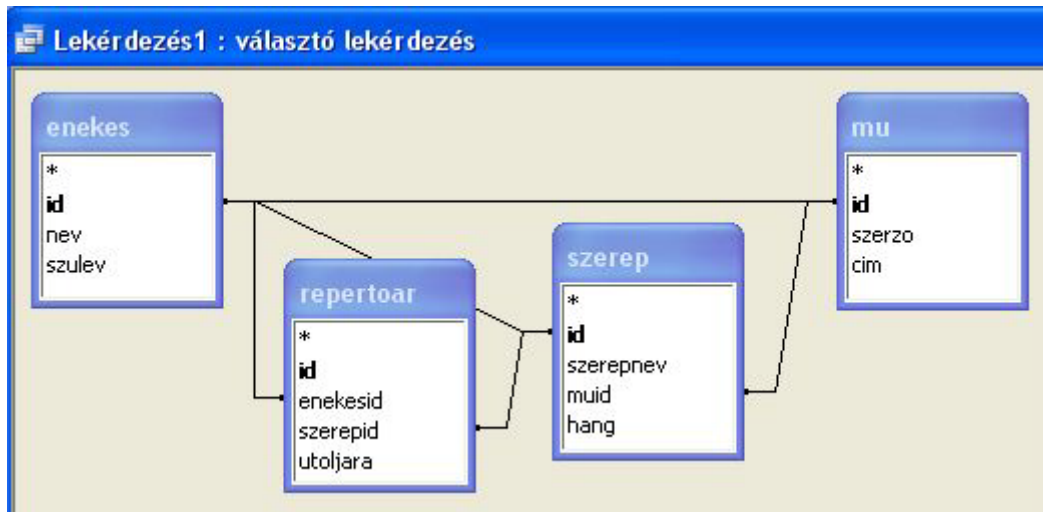 Lekérdezés1 : választó lekérdezés
enekes
*
id
nev
szulev
repertoar
*
id
enekesid
szerepid
utoljara
szerep
*
id
szerepnev
muid
hang
mu
*
id
szerzo
cim